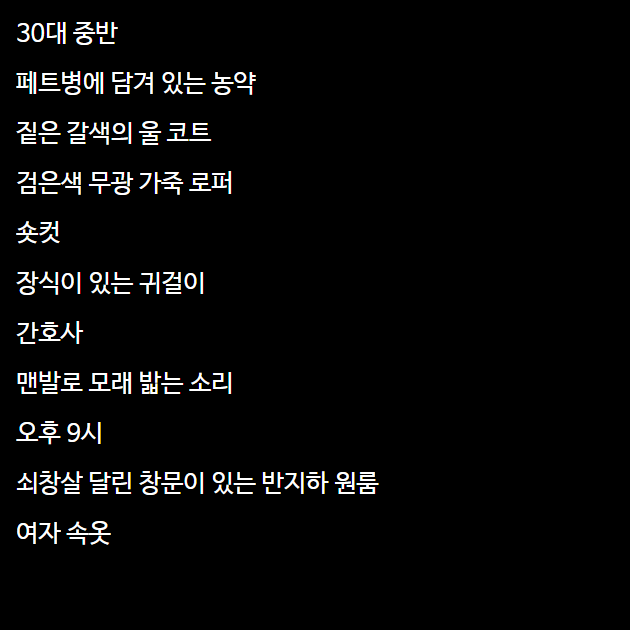 30대 중반
페트병에 담겨 있는 농약
짙은 갈색의 울 코트
검은색 무광 가죽 로퍼
숏컷
장식이 있는 귀걸이
간호사
맨발로 모래 밟는 소리
오후 9시
쇠창살 달린 창문이 있는 반지하 원룸
여자 속옷